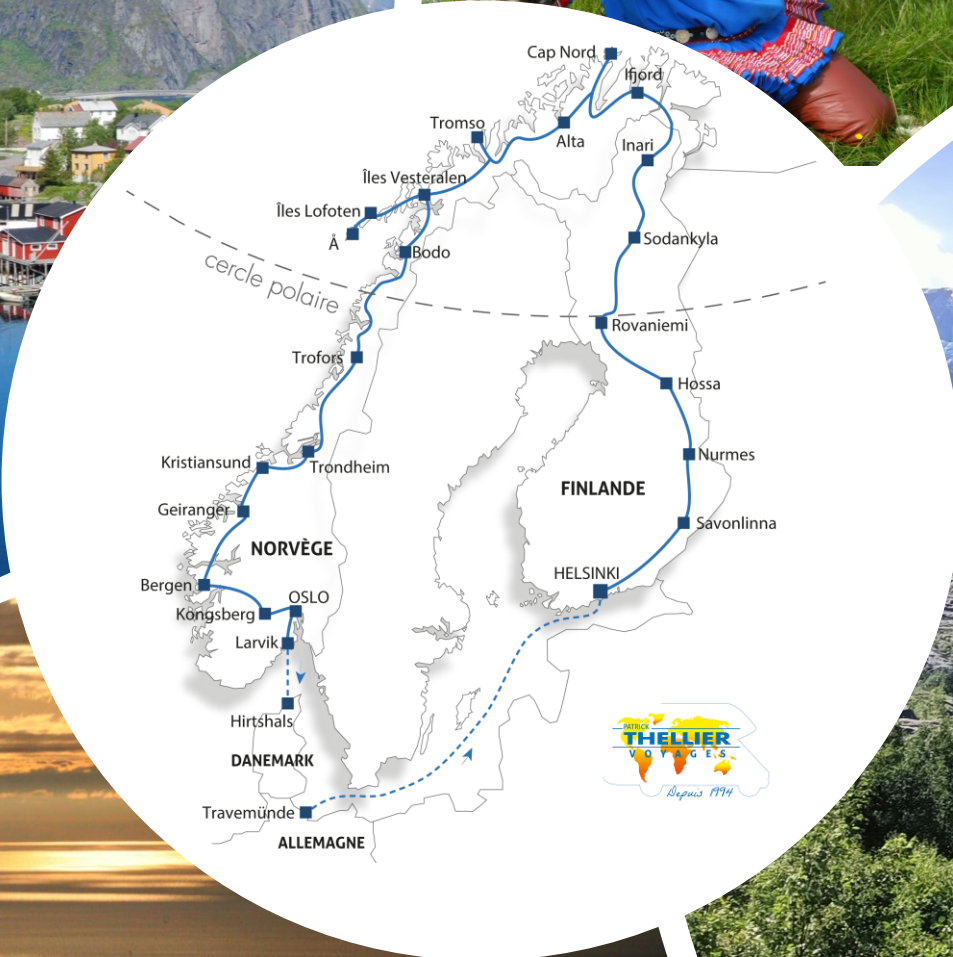 Cap Nord
Ifjord
Tromso
Alta
Inari
Îles Vesteralen
Îles Lofoten
Å
Sodankyla
Bodo
cercle polaire
Rovaniemi
Trofors
Hossa
Nurmes
Kristiansund
Trondheim
FINLANDE
Geiranger
Savonlinna
NORVÈGE
HELSINKI
Bergen
OSLO
Kongsberg
Larvik
Hirtshals
PATRICK
THELLIER
VOYAGES
Depuis 1994
DANEMARK
Travemünde
ALLEMAGNE